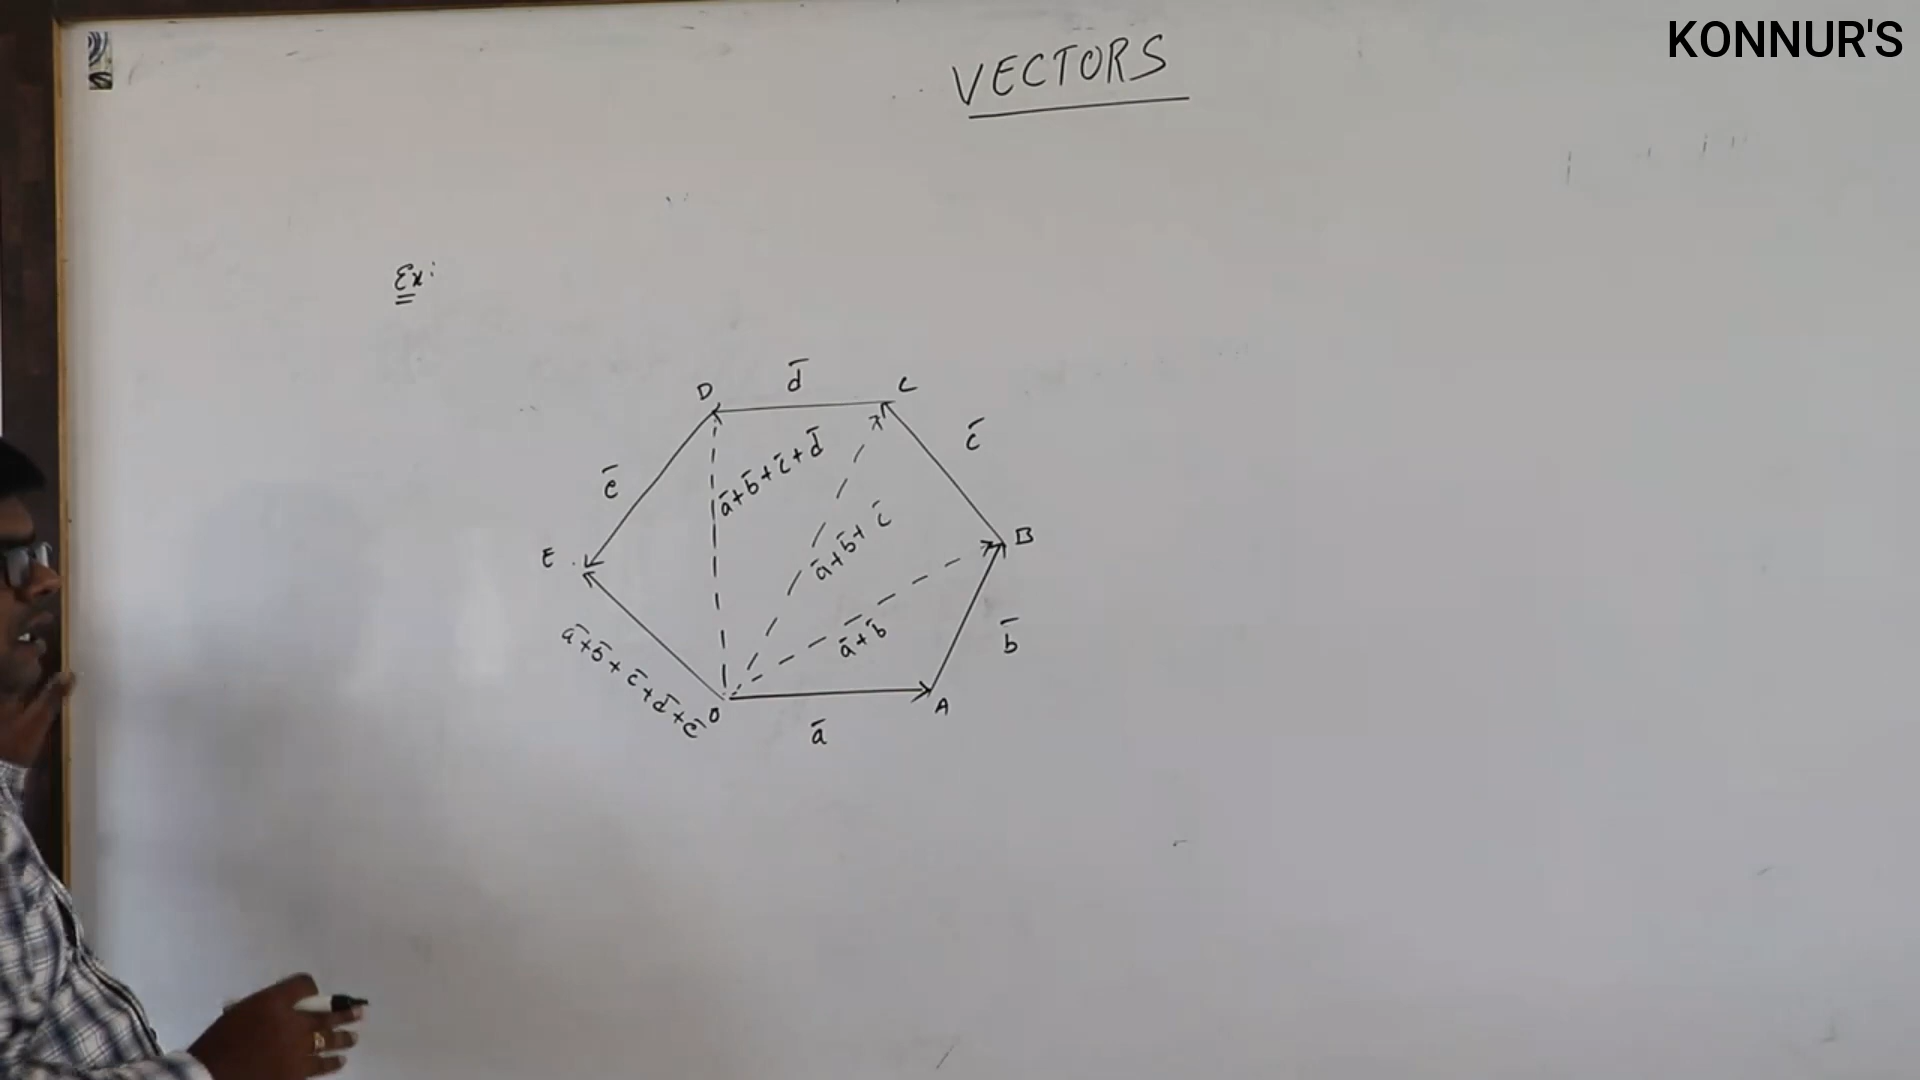 KONNUR'S
VECTORS
Ex:
D
d̄
C
c̄
ē
ā+b̄+c̄+d̄
ā+b̄+c̄
E
B
ā+b̄
b̄
ā+b̄+c̄+d̄+ē
O
A
ā